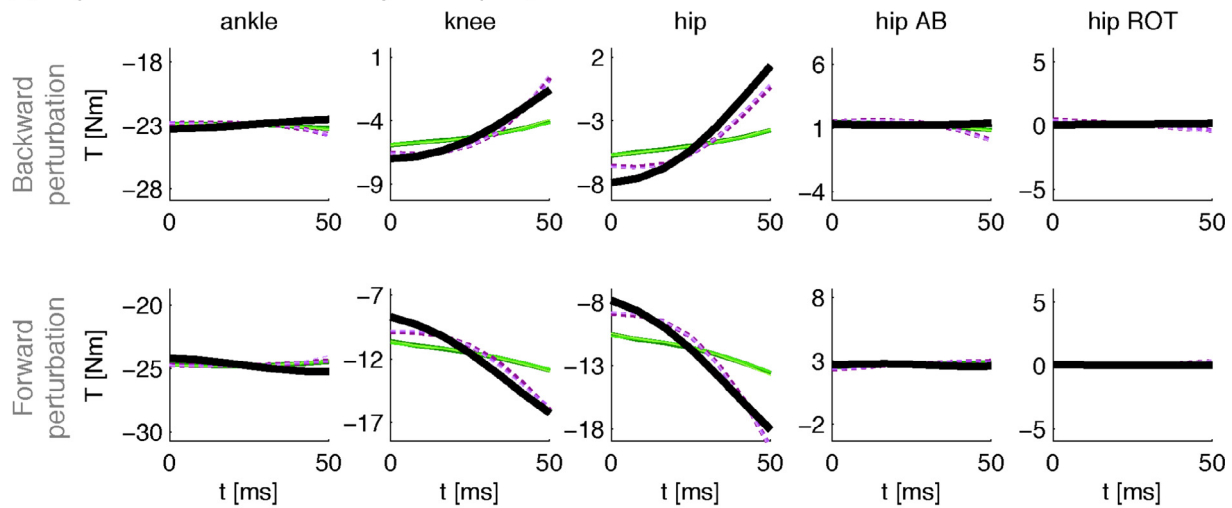 ankle knee hip hip AB hip ROT
Backward
perturbation
T [Nm]
−18 1 2 6 5
−23 −4 −3 1 0
−28 −9 −8 −4 −5
0 50 0 50 0 50 0 50 0 50
Forward
perturbation
T [Nm]
−20 −7 −8 8 5
−25 −12 −13 3 0
−30 −17 −18 −2 −5
0 50 0 50 0 50 0 50 0 50
t [ms] t [ms] t [ms] t [ms] t [ms]